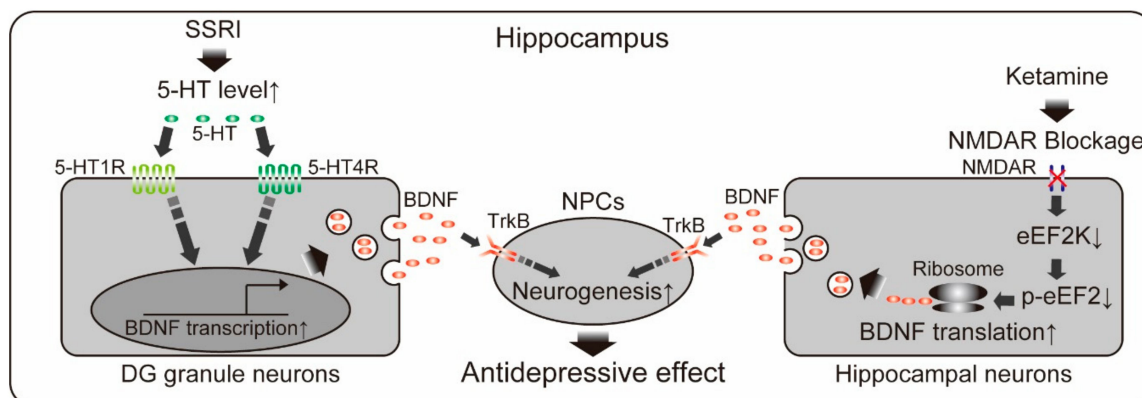 Hippocampus
SSRI
5-HT level↑
5-HT
5-HT1R
5-HT4R
BDNF transcription↑
DG granule neurons
BDNF
TrkB
NPCs
Neurogenesis↑
Antidepressive effect
TrkB
BDNF
Ketamine
NMDAR Blockage
NMDAR
eEF2K↓
p-eEF2↓
Ribosome
BDNF translation↑
Hippocampal neurons